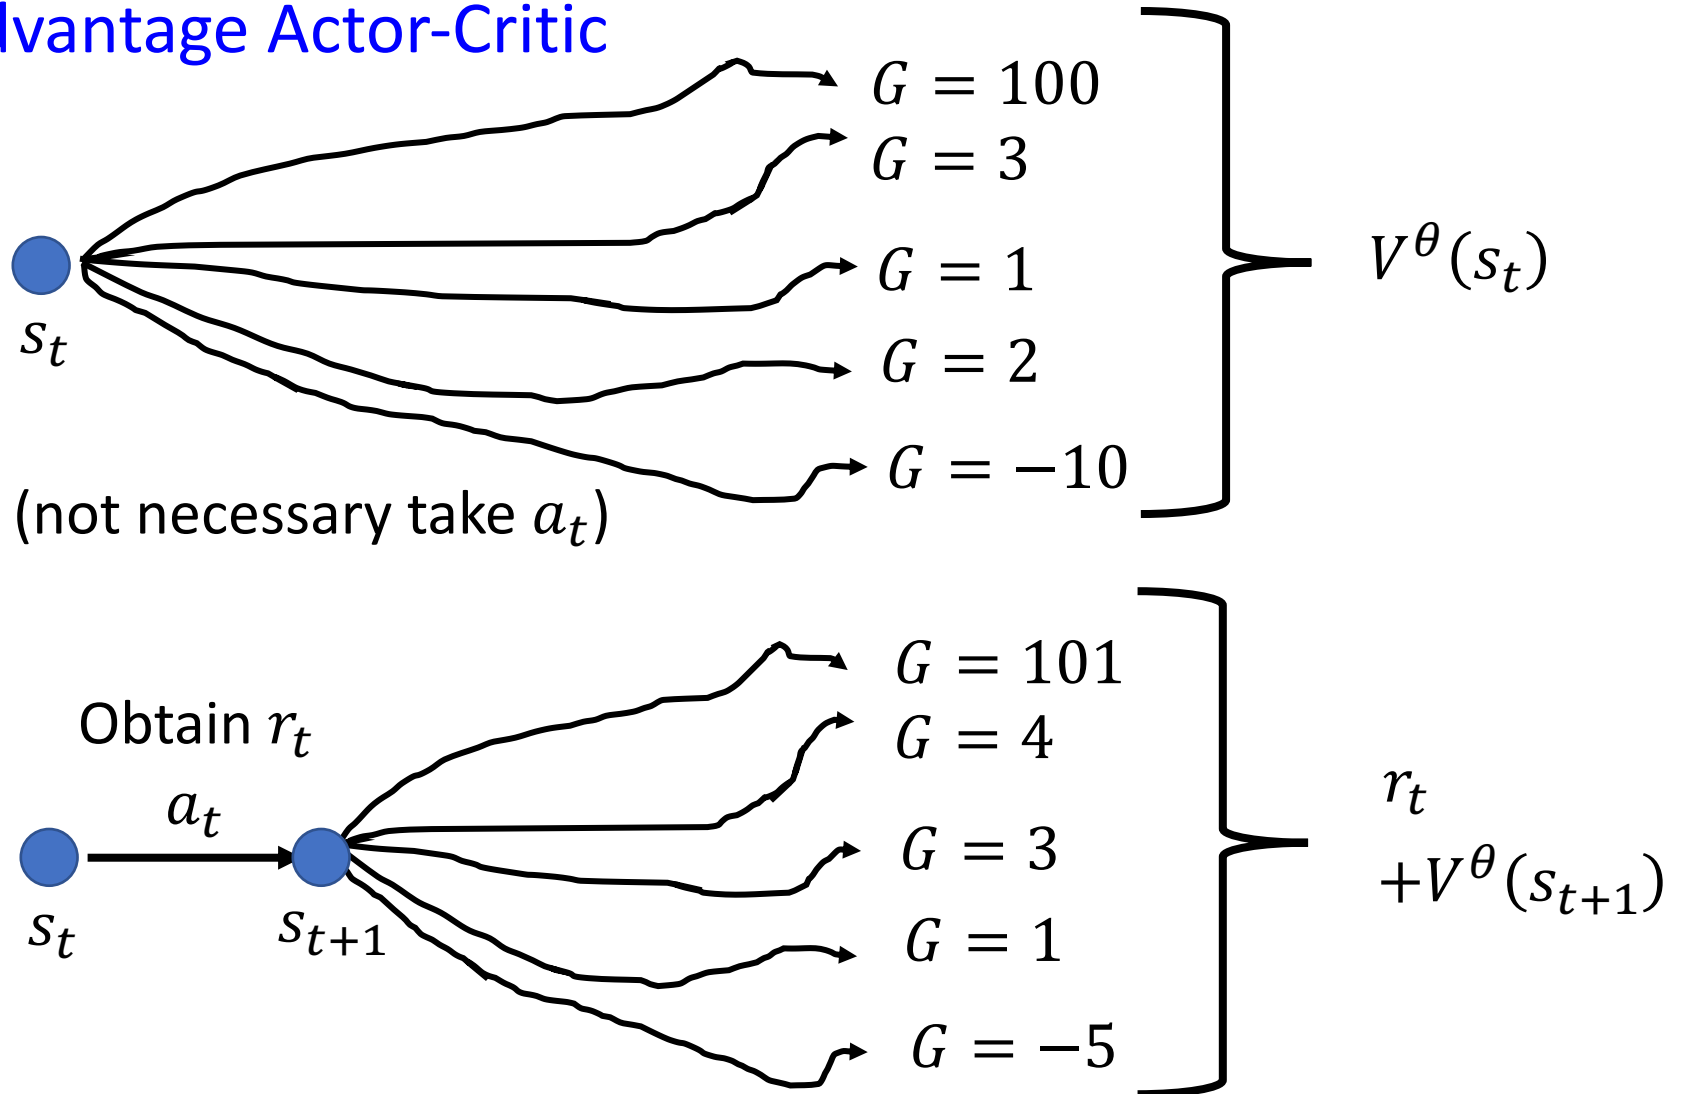 dvantage Actor-Critic
G = 100
G = 3
G = 1
G = 2
G = −10
V^θ(s_t)
s_t
(not necessary take a_t)
G = 101
G = 4
G = 3
G = 1
G = −5
Obtain r_t
a_t
s_t
s_{t+1}
r_t
+V^θ(s_{t+1})